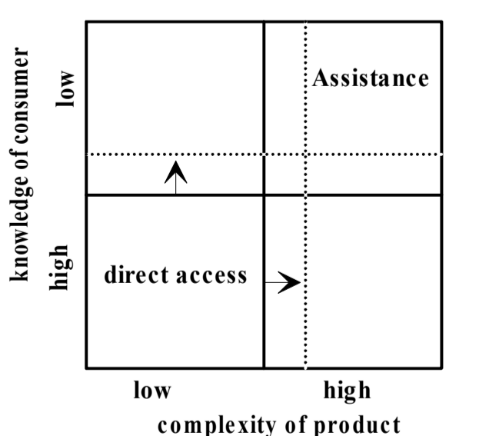 knowledge of consumer
low
high
Assistance
direct access
low high
complexity of product